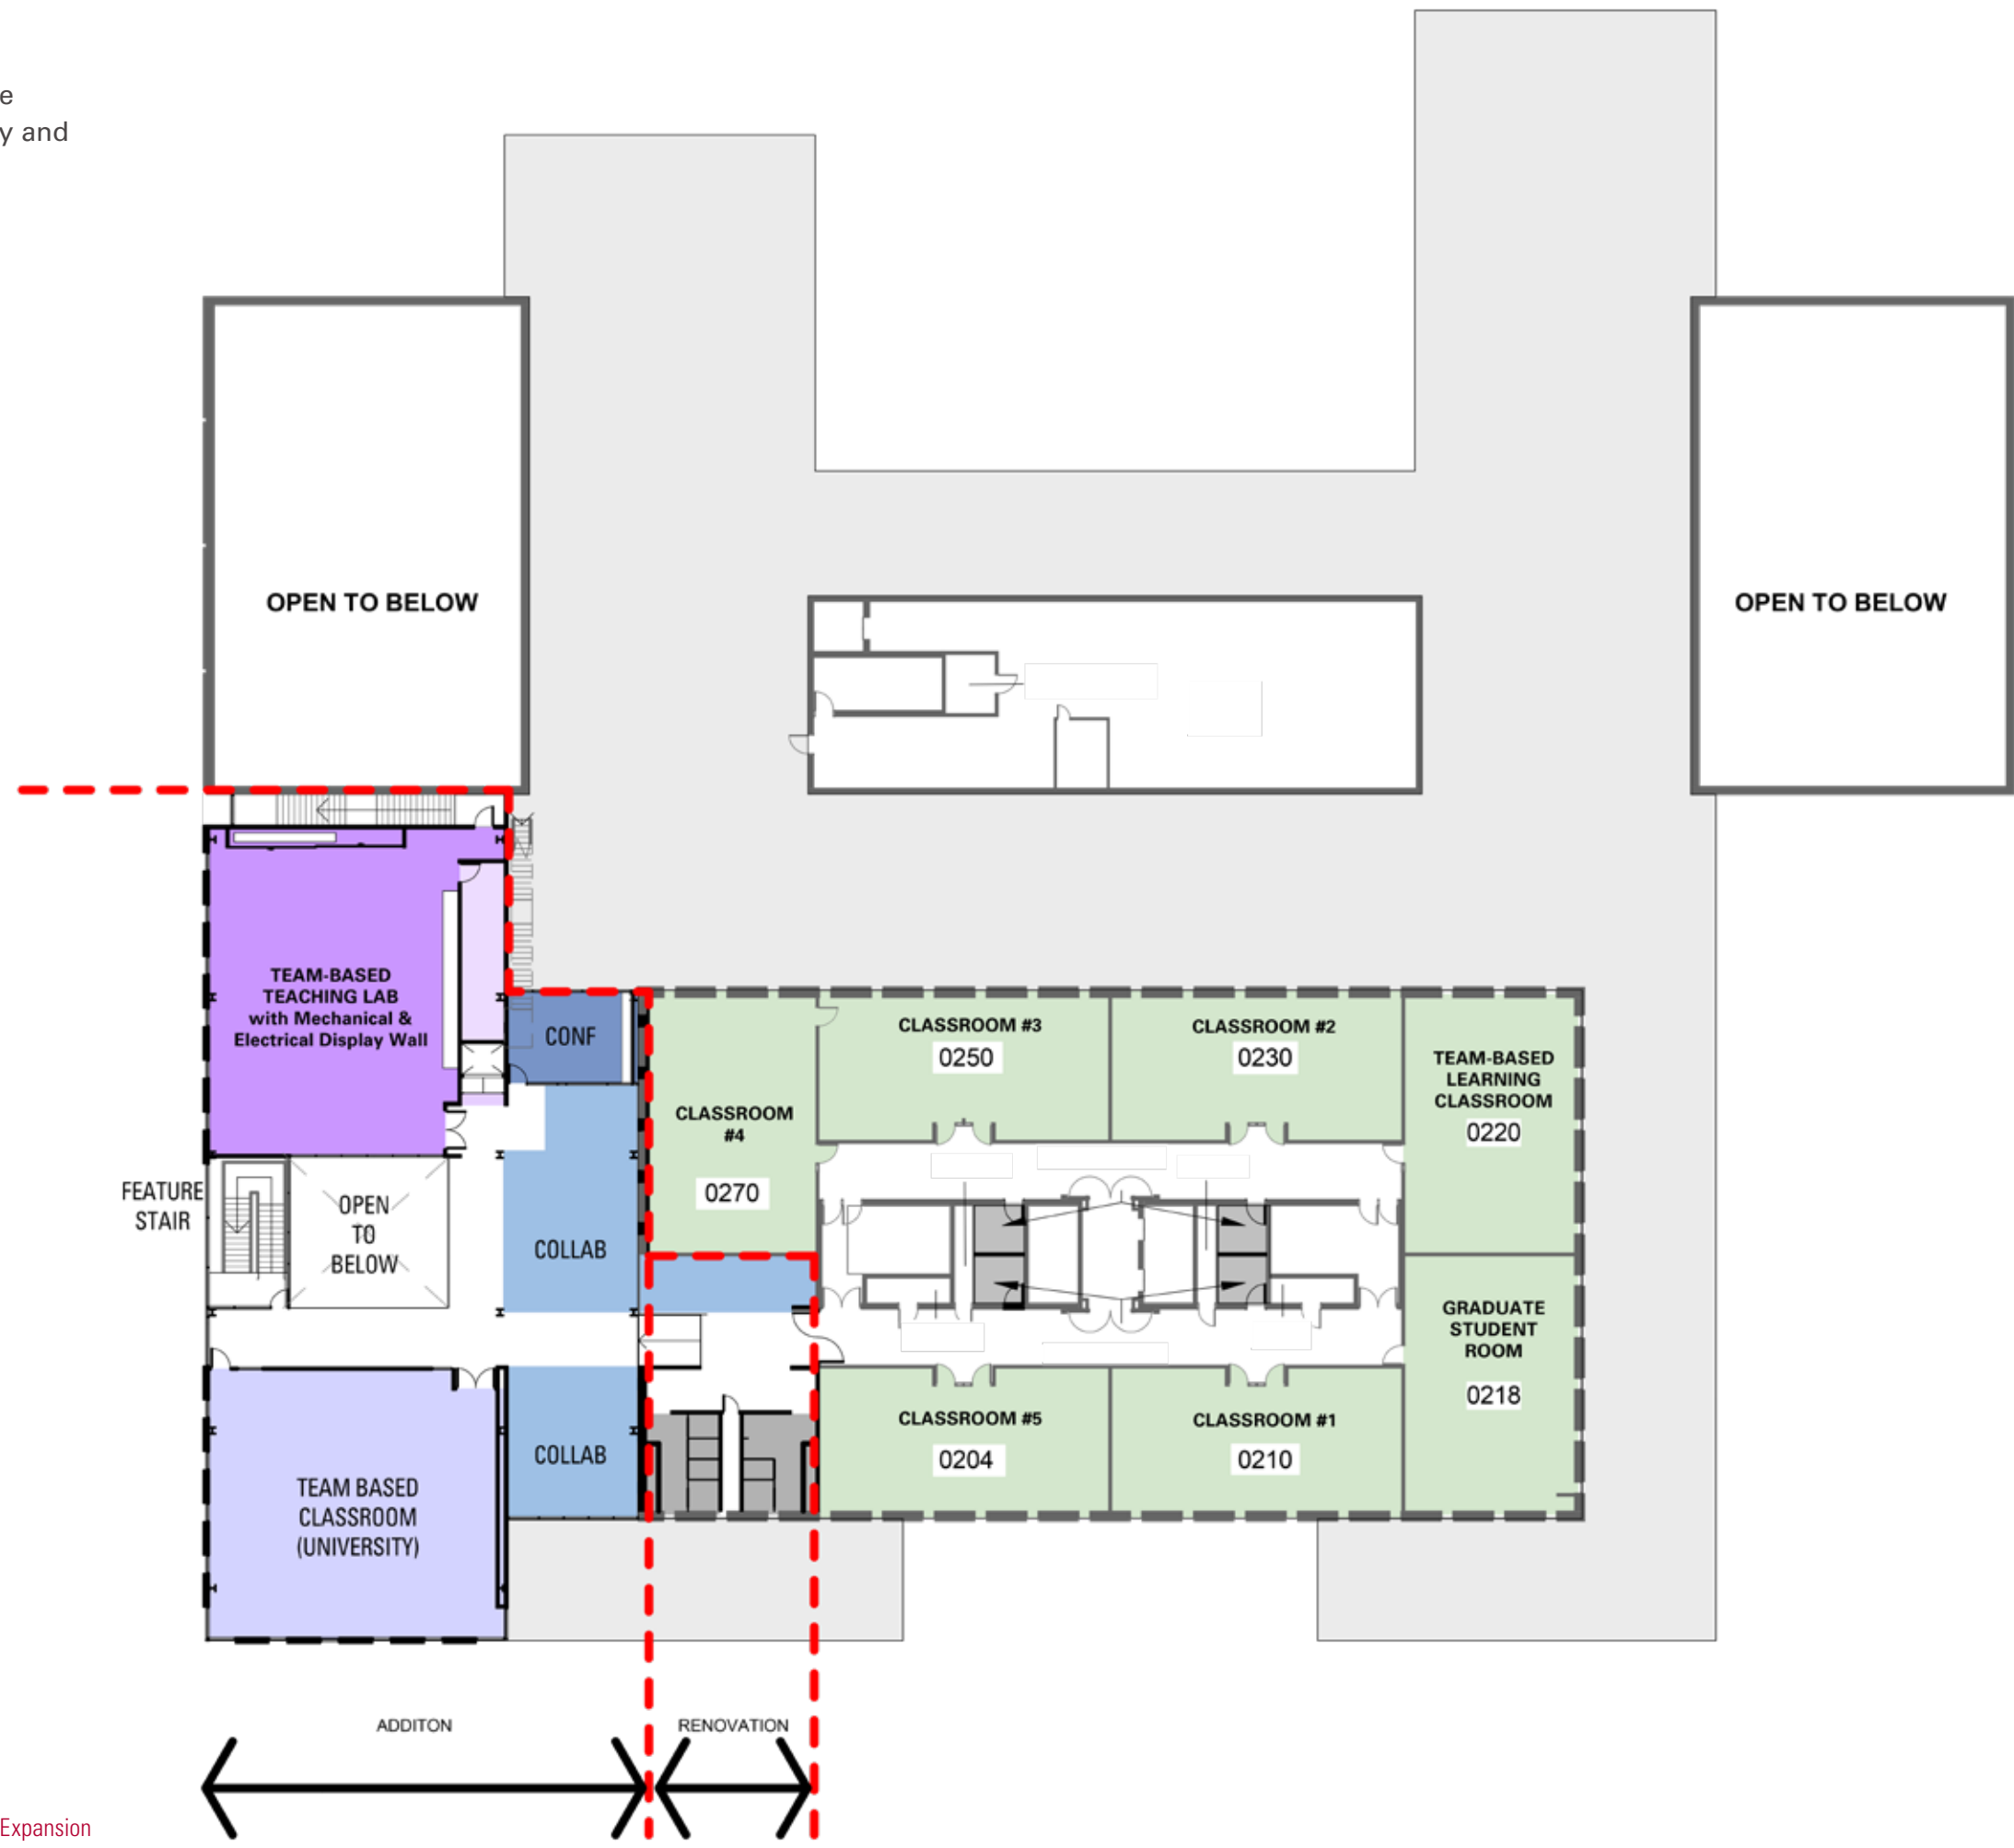 e
y and
OPEN TO BELOW
OPEN TO BELOW
TEAM-BASED
TEACHING LAB
with Mechanical &
Electrical Display Wall
CONF
CLASSROOM
#4
0270
CLASSROOM #3
0250
CLASSROOM #2
0230
TEAM-BASED
LEARNING
CLASSROOM
0220
FEATURE
STAIR
OPEN
TO
BELOW
COLLAB
GRADUATE
STUDENT
ROOM
0218
COLLAB
CLASSROOM #5
0204
CLASSROOM #1
0210
TEAM BASED
CLASSROOM
(UNIVERSITY)
ADDITON
RENOVATION
Expansion